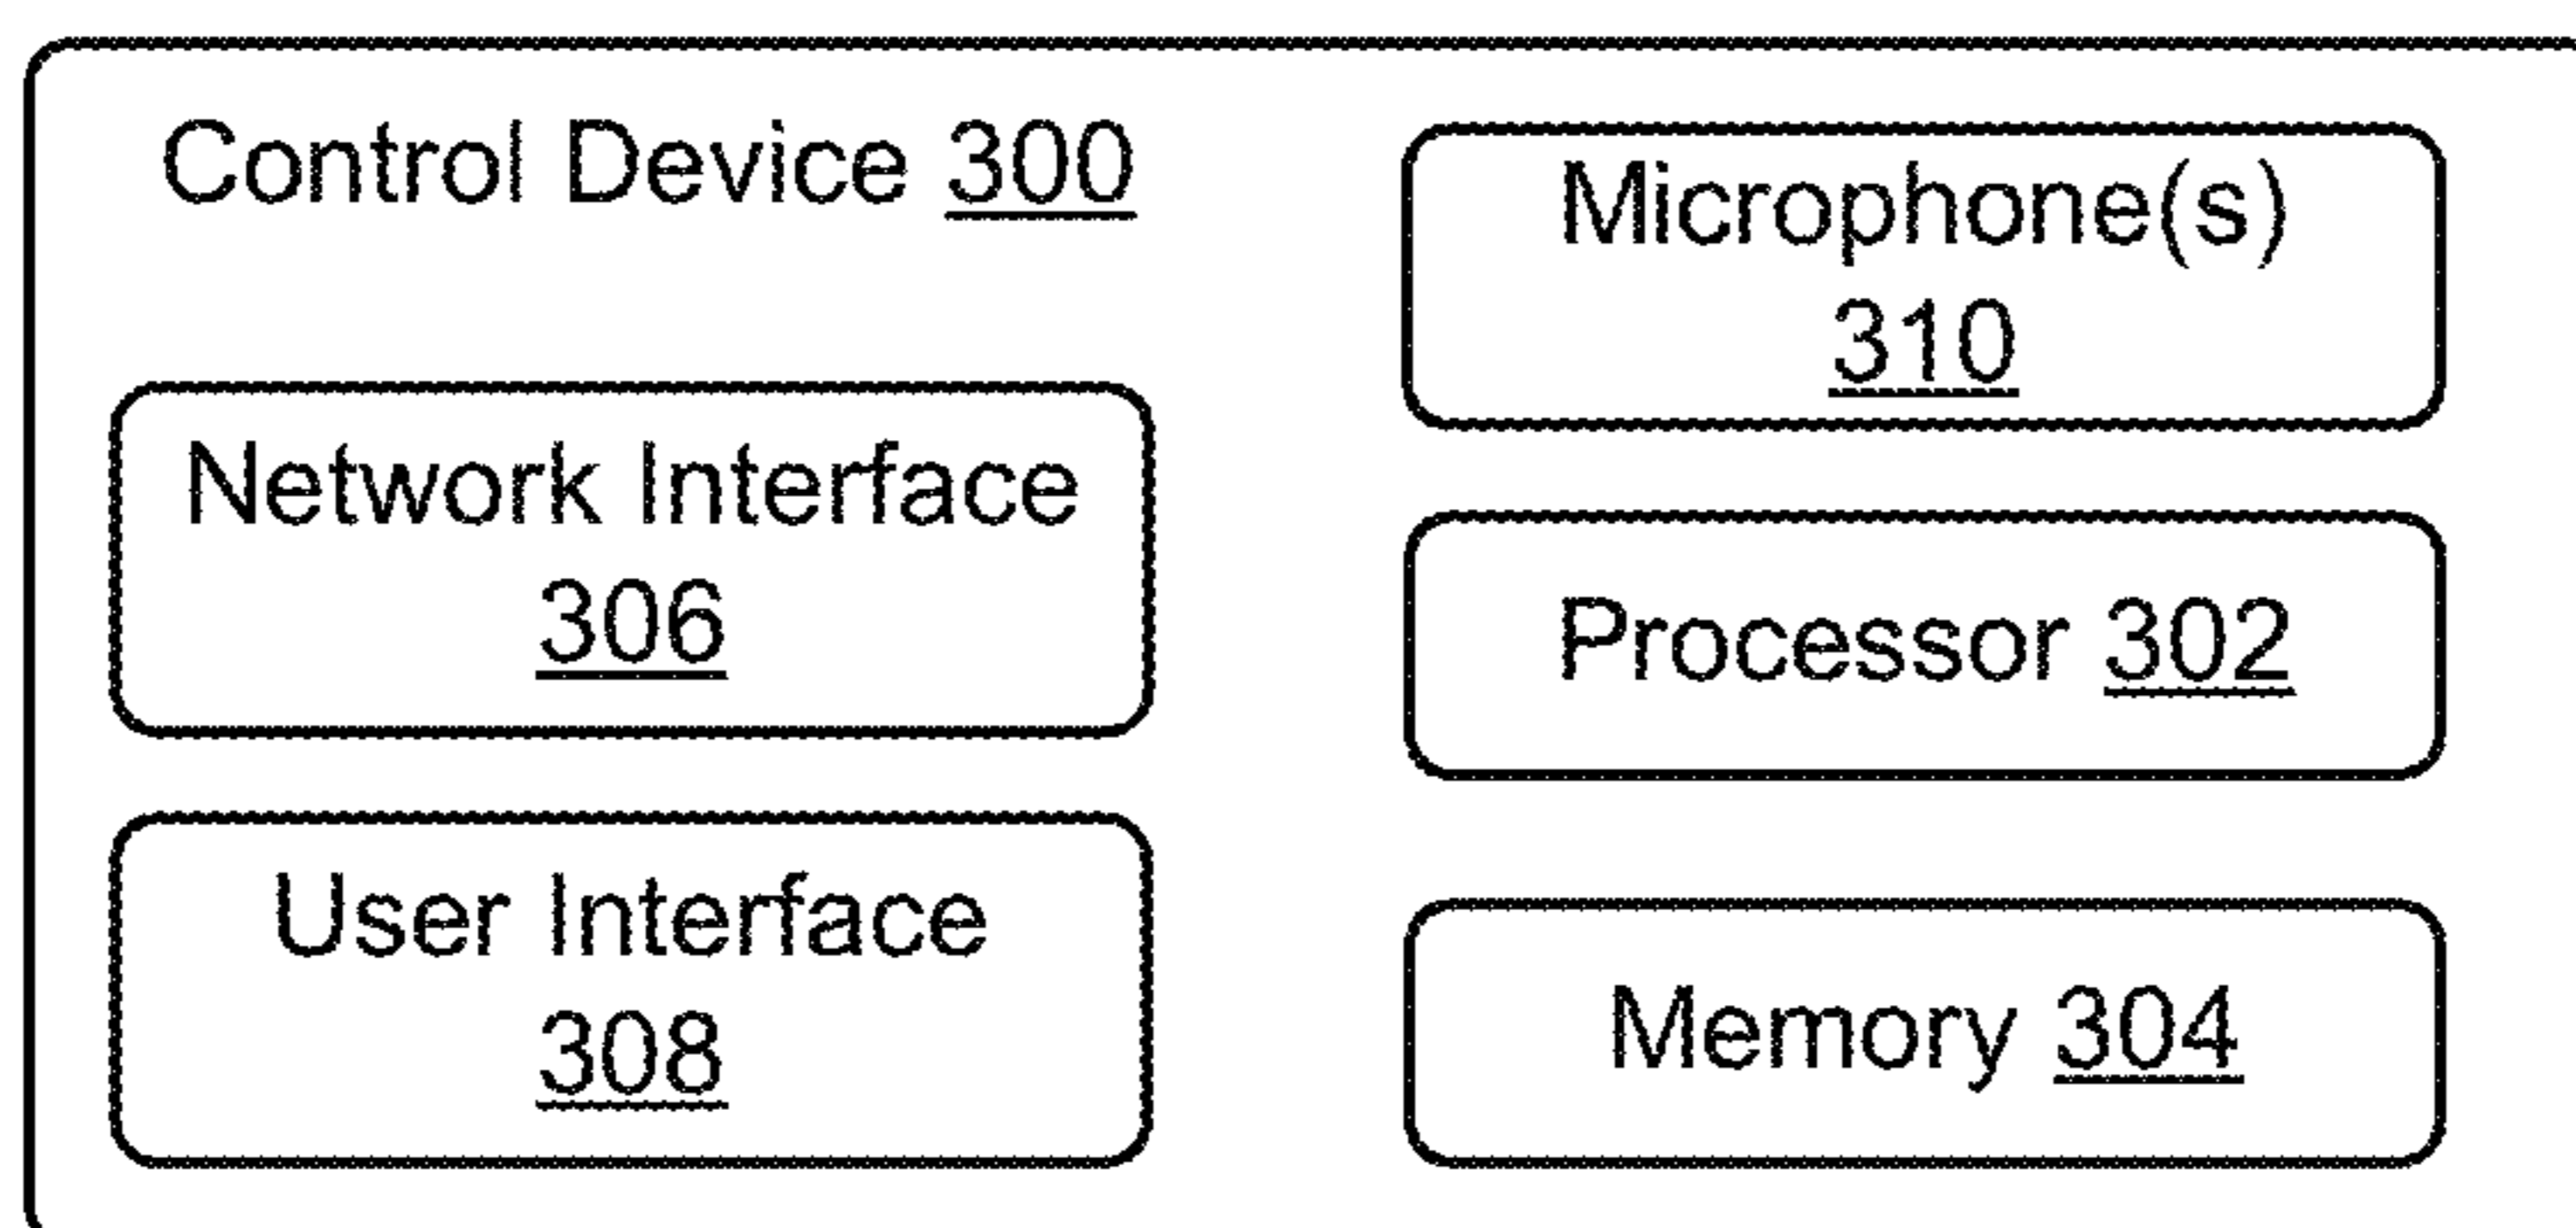 Control Device 300
Microphone(s)
310
Network Interface
306
Processor 302
User Interface
308
Memory 304